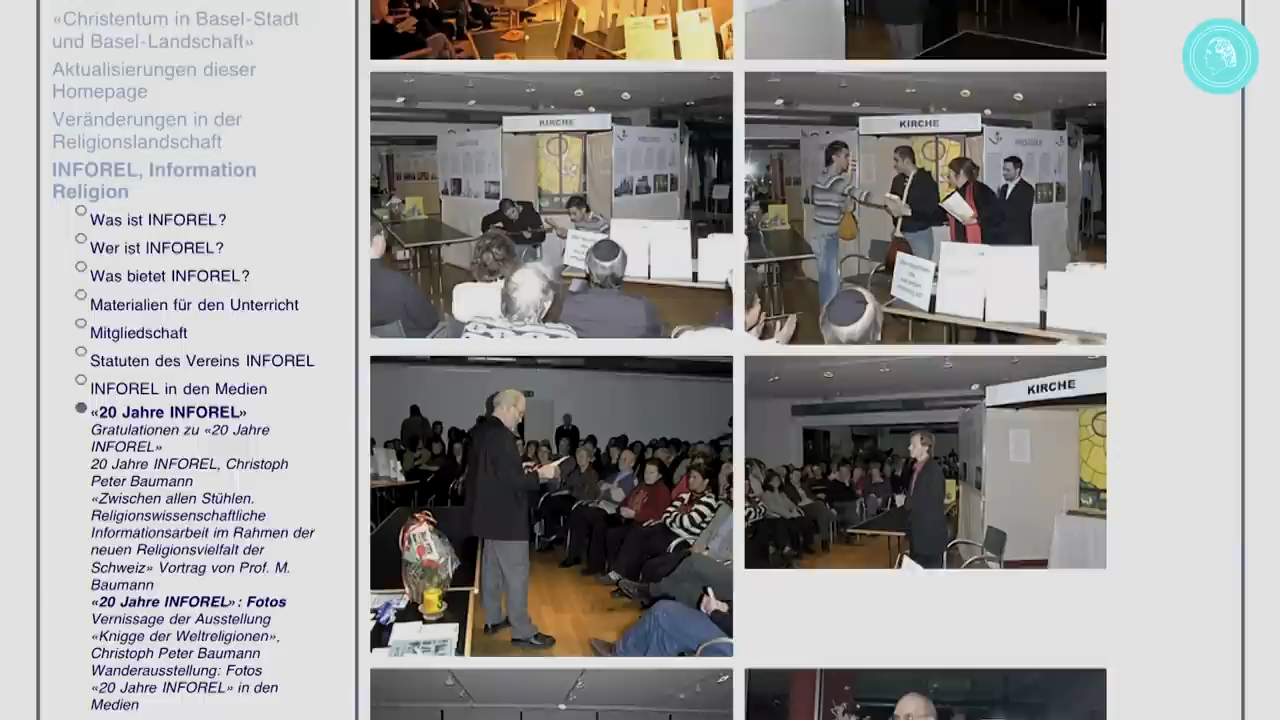 «Christentum in Basel-Stadt
und Basel-Landschaft»
Aktualisierungen dieser
Homepage
Veränderungen in der
Religionslandschaft
INFOREL, Information
Religion
Was ist INFOREL?
Wer ist INFOREL?
Was bietet INFOREL?
Materialien für den Unterricht
Mitgliedschaft
Statuten des Vereins INFOREL
INFOREL in den Medien
«20 Jahre INFOREL»
Gratulationen zu «20 Jahre
INFOREL»
20 Jahre INFOREL, Christoph
Peter Baumann
«Zwischen allen Stühlen.
Religionswissenschaftliche
Informationsarbeit im Rahmen der
neuen Religionsvielfalt der
Schweiz» Vortrag von Prof. M.
Baumann
«20 Jahre INFOREL»: Fotos
Vernissage der Ausstellung
«Knigge der Weltreligionen»,
Christoph Peter Baumann
Wanderausstellung: Fotos
«20 Jahre INFOREL» in den
Medien
KIRCHE
KIRCHE
KIRCHE